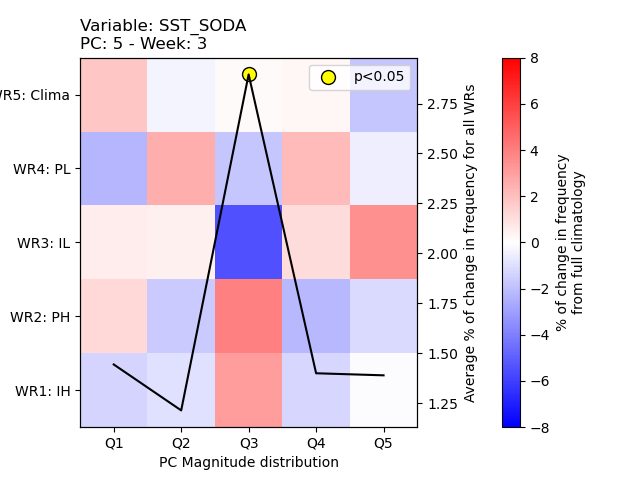 Variable: SST_SODA
PC: 5 - Week: 3
p<0.05
WR5: Clima
WR4: PL
WR3: IL
WR2: PH
WR1: IH
Q1 Q2 Q3 Q4 Q5
PC Magnitude distribution
2.75
2.50
2.25
2.00
1.75
1.50
1.25
Average % of change in frequency for all WRs
8
6
4
2
0
−2
−4
−6
−8
% of change in frequency
from full climatology